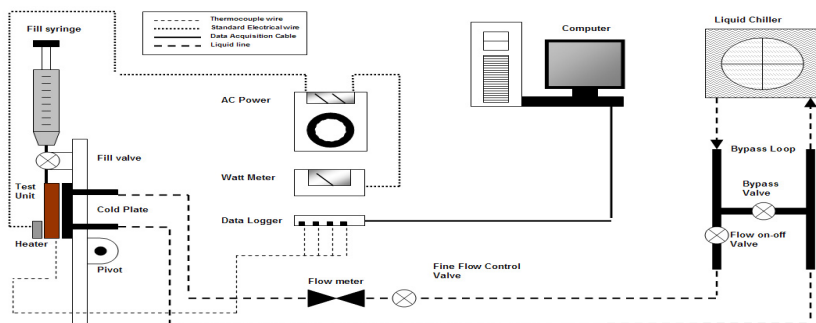 Fill syringe
Thermocouple wire
Standard Electrical wire
Data Acquisition Cable
Liquid line
Computer
Liquid Chiller
AC Power
Fill valve
Watt Meter
Bypass Loop
Test
Unit
Bypass
Valve
Cold Plate
Data Logger
Flow on-off
Valve
Heater
Pivot
Flow meter
Fine Flow Control
Valve